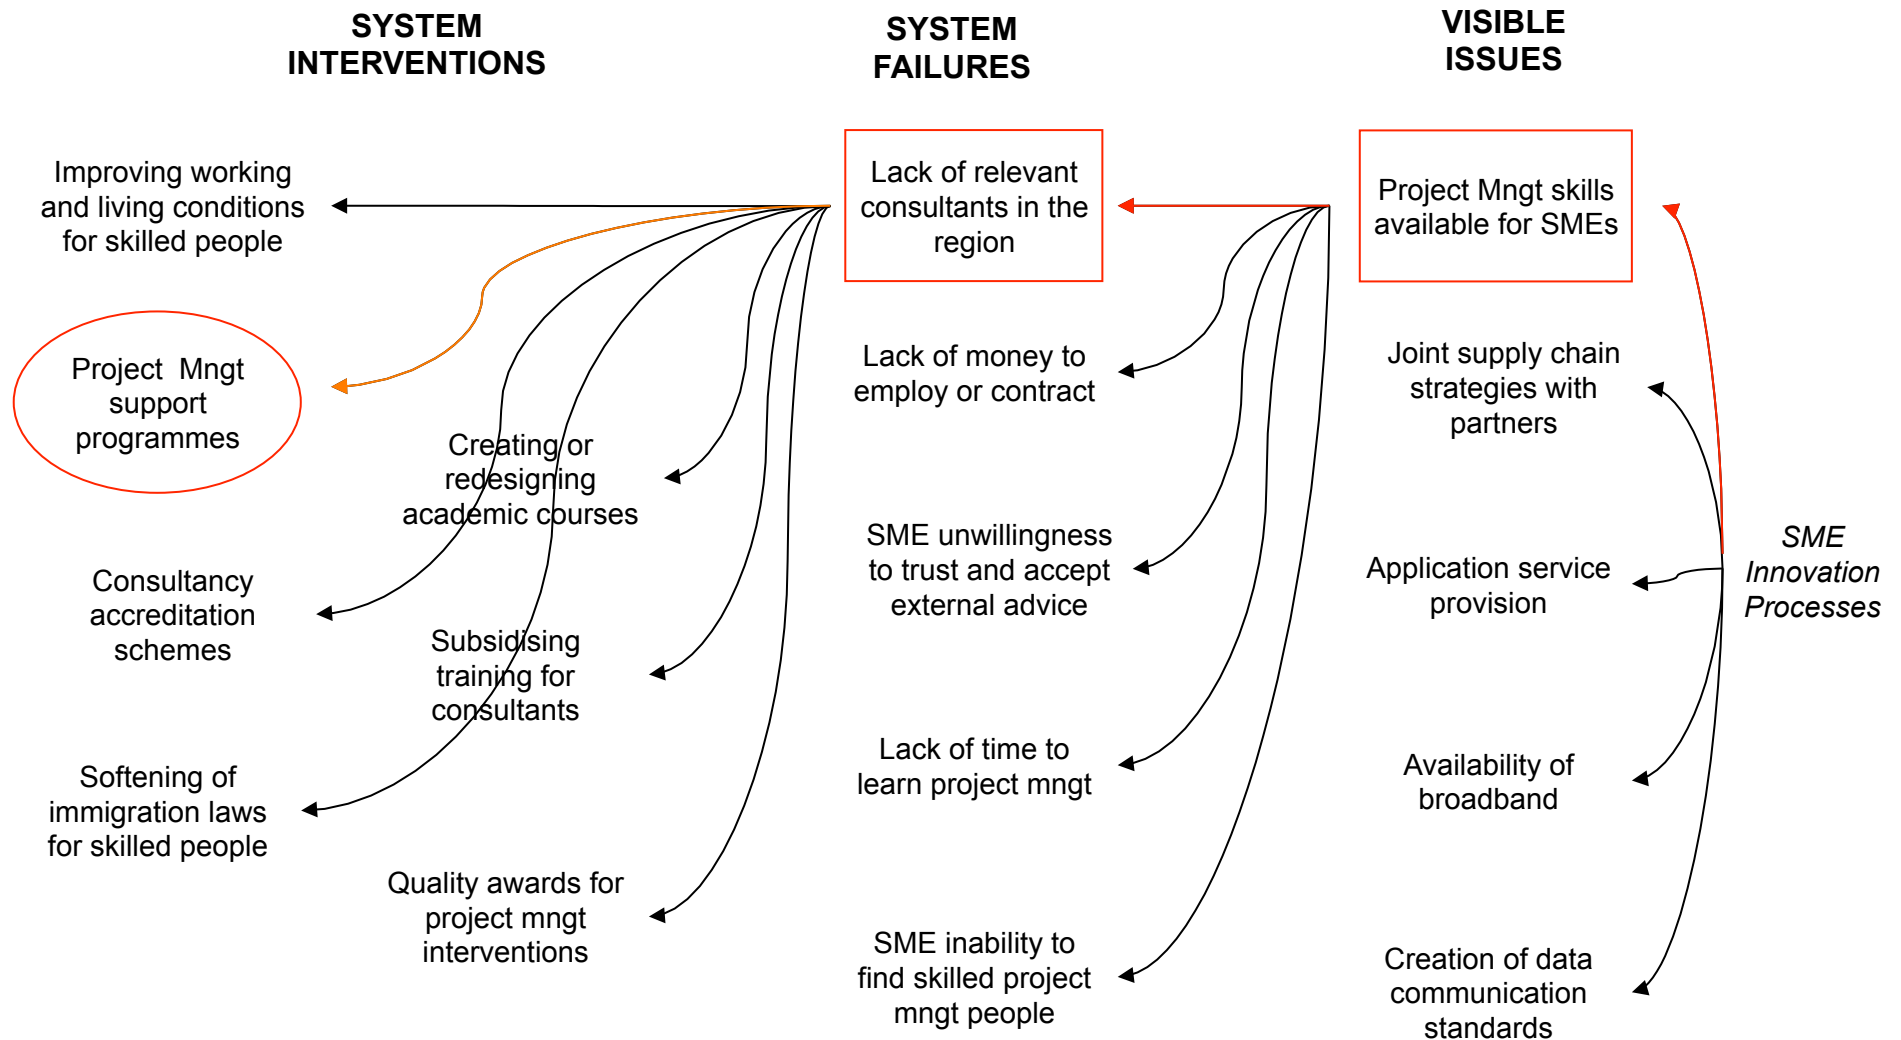 SYSTEM
INTERVENTIONS
SYSTEM
FAILURES
VISIBLE
ISSUES
Improving working
and living conditions
for skilled people
Project Mngt
support
programmes
Consultancy
accreditation
schemes
Softening of
immigration laws
for skilled people
Creating or
redesigning
academic courses
Subsidising
training for
consultants
Quality awards for
project mngt
interventions
Lack of relevant
consultants in the
region
Lack of money to
employ or contract
SME unwillingness
to trust and accept
external advice
Lack of time to
learn project mngt
SME inability to
find skilled project
mngt people
Project Mngt skills
available for SMEs
Joint supply chain
strategies with
partners
Application service
provision
Availability of
broadband
Creation of data
communication
standards
SME
Innovation
Processes